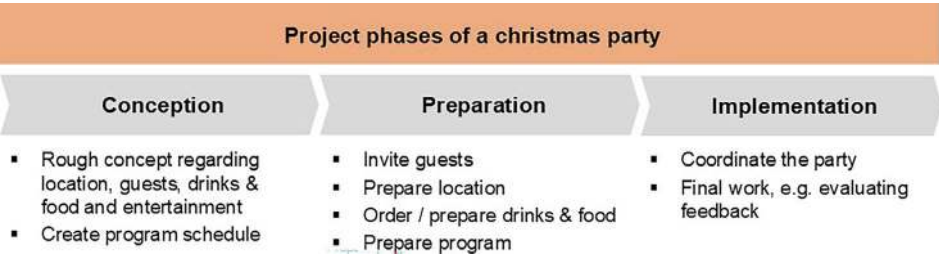 Project phases of a christmas party
Conception
▪ Rough concept regarding
location, guests, drinks &
food and entertainment
▪ Create program schedule
Preparation
▪ Invite guests
▪ Prepare location
▪ Order / prepare drinks & food
▪ Prepare program
Implementation
▪ Coordinate the party
▪ Final work, e.g. evaluating
feedback